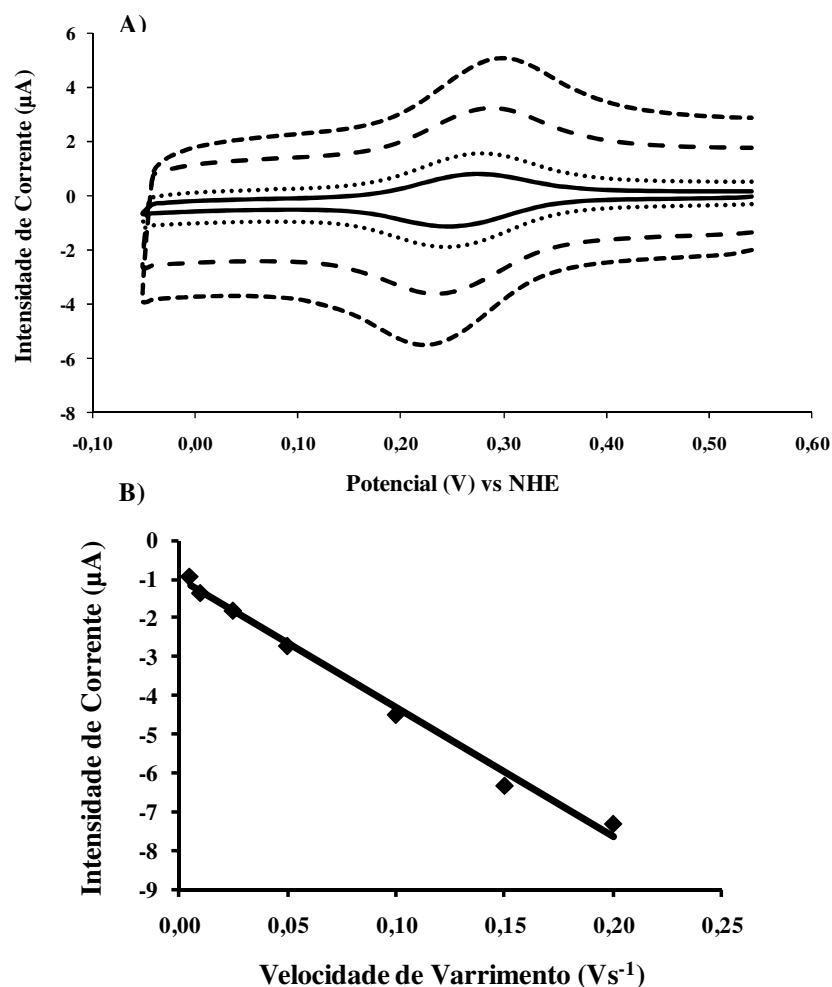 A)
6
4
2
0
-2
-4
-6
-8
Intensidade de Corrente (µA)
-0,10 0,00 0,10 0,20 0,30 0,40 0,50 0,60
Potencial (V) vs NHE
B)
0
-1
-2
-3
-4
-5
-6
-7
-8
-9
Intensidade de Corrente (µA)
0,00 0,05 0,10 0,15 0,20 0,25
Velocidade de Varrimento (Vs⁻¹)